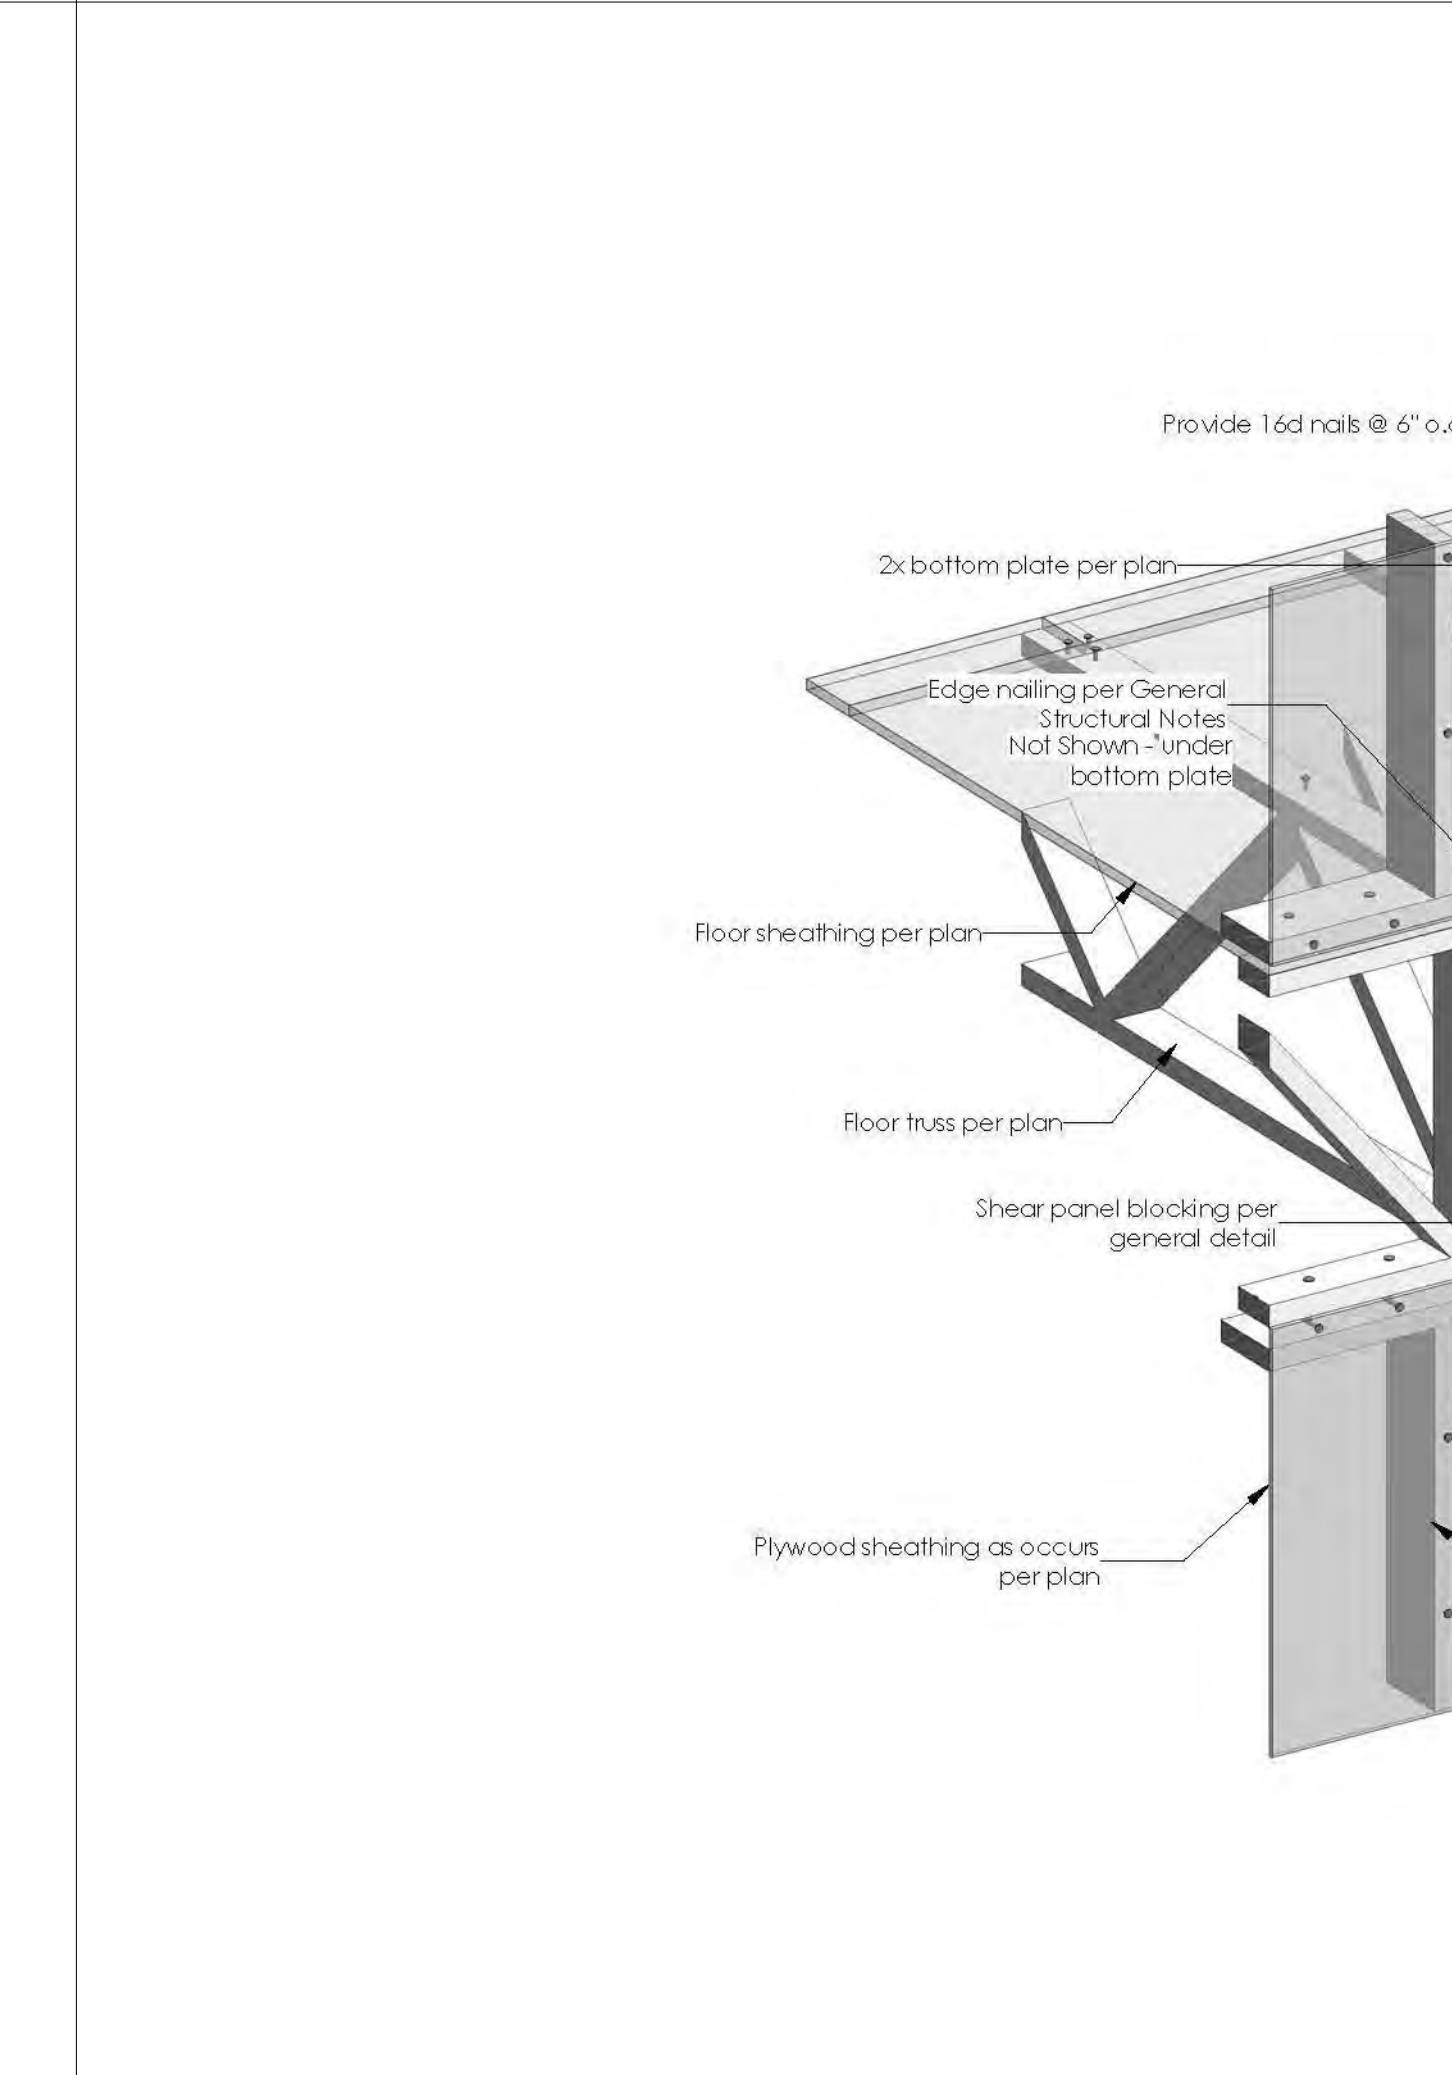 Provide 16d nails @ 6" o.c
2x bottom plate per plan
Edge nailing per General
Structural Notes
Not Shown - under
bottom plate
Floor sheathing per plan
Floor truss per plan
Shear panel blocking per
general detail
Plywood sheathing as occurs
per plan